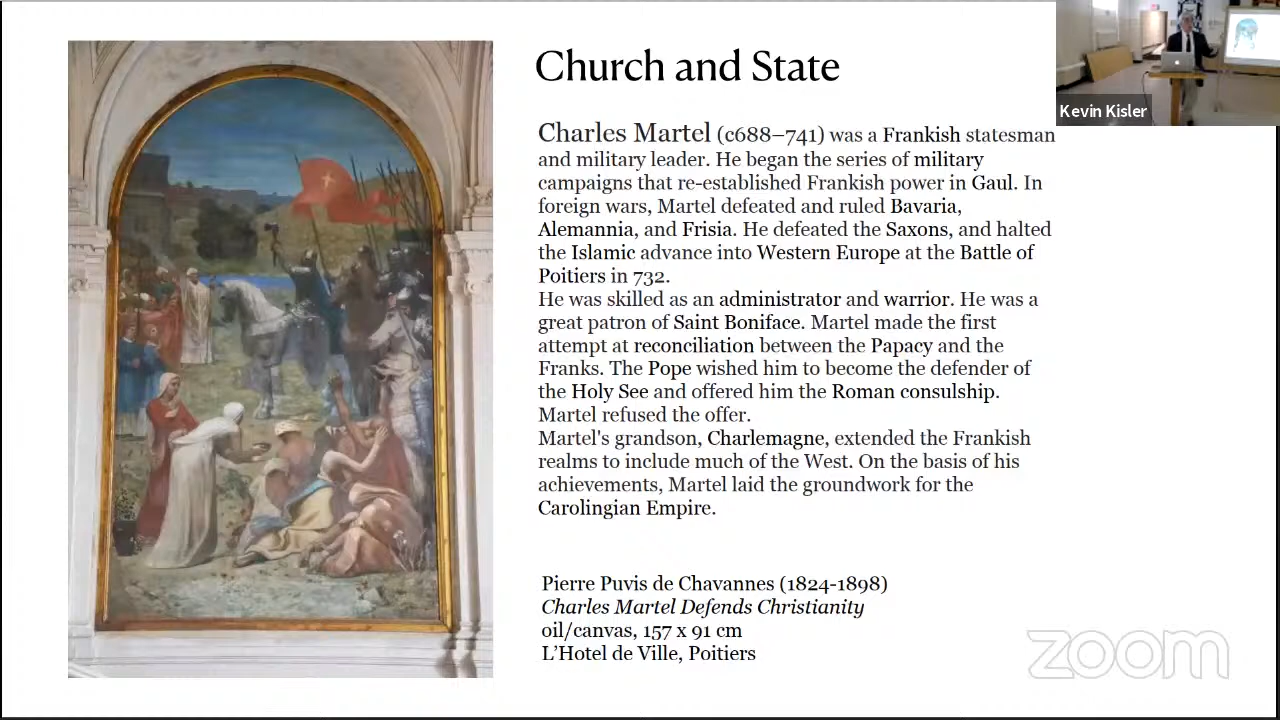 Church and State
Kevin Kisler
Charles Martel (c688–741) was a Frankish statesman
and military leader. He began the series of military
campaigns that re-established Frankish power in Gaul. In
foreign wars, Martel defeated and ruled Bavaria,
Alemannia, and Frisia. He defeated the Saxons, and halted
the Islamic advance into Western Europe at the Battle of
Poitiers in 732.
He was skilled as an administrator and warrior. He was a
great patron of Saint Boniface. Martel made the first
attempt at reconciliation between the Papacy and the
Franks. The Pope wished him to become the defender of
the Holy See and offered him the Roman consulship.
Martel refused the offer.
Martel's grandson, Charlemagne, extended the Frankish
realms to include much of the West. On the basis of his
achievements, Martel laid the groundwork for the
Carolingian Empire.
Pierre Puvis de Chavannes (1824-1898)
Charles Martel Defends Christianity
oil/canvas, 157 x 91 cm
L’Hotel de Ville, Poitiers
zoom